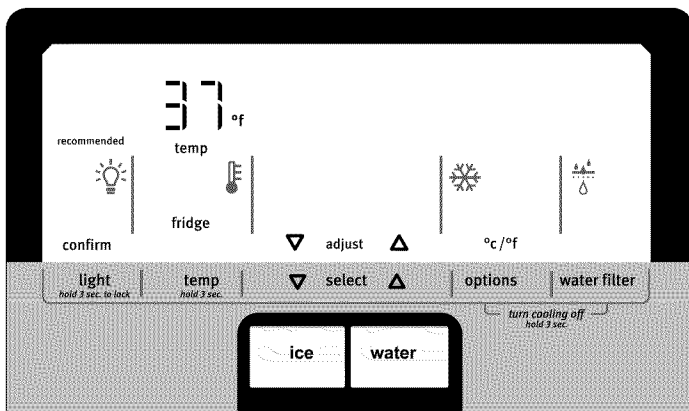 37 °f
recommended
temp
fridge
confirm
▽ adjust △
°c/°f
light
hold 3 sec. to lock
temp
hold 3 sec.
▽ select △
options
water filter
turn cooling off
hold 3 sec
ice
water